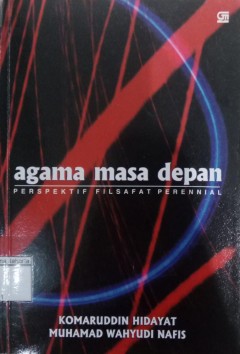 agama masa depan
PERSPEKTIF FILSAFAT PERENNIAL
KOMARUDDIN HIDAYAT
MUHAMAD WAHYUDI NAFIS